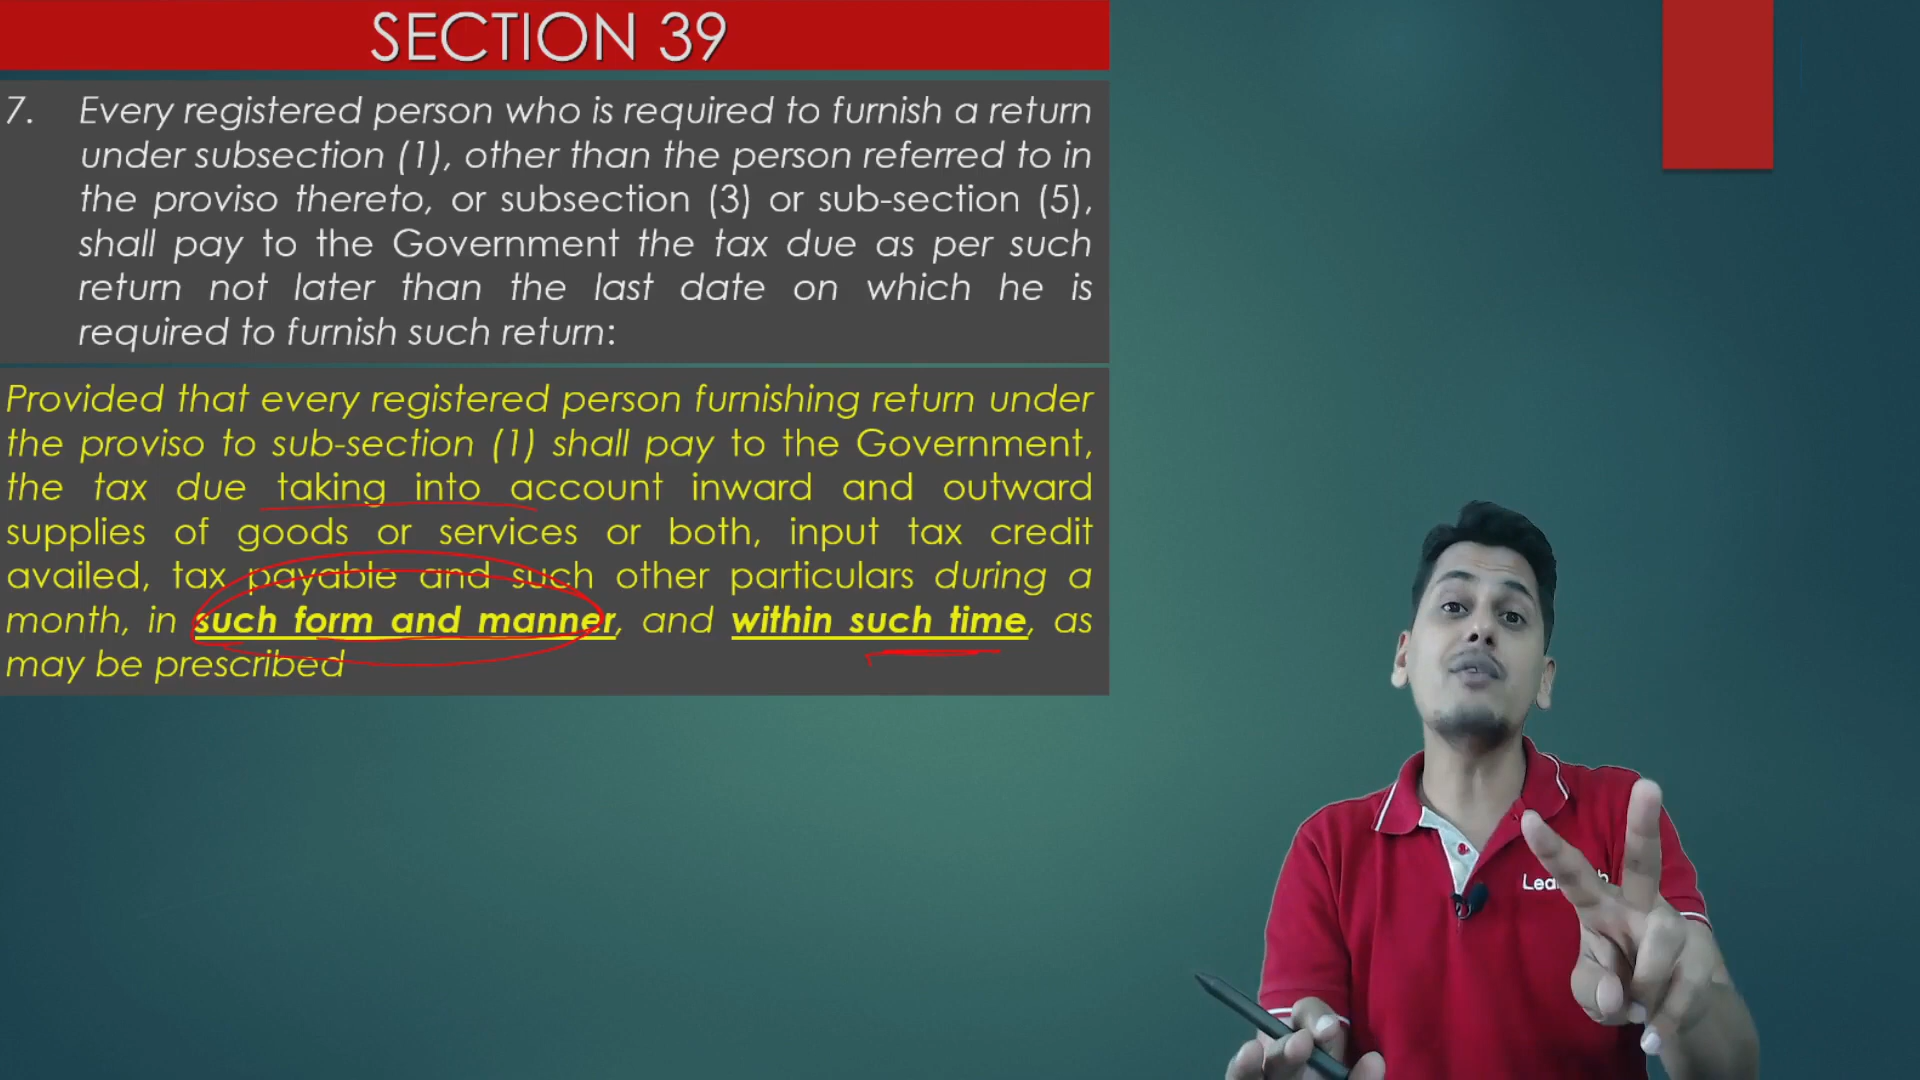 SECTION 39
7. Every registered person who is required to furnish a return
under subsection (1), other than the person referred to in
the proviso thereto, or subsection (3) or sub-section (5),
shall pay to the Government the tax due as per such
return not later than the last date on which he is
required to furnish such return:
Provided that every registered person furnishing return under
the proviso to sub-section (1) shall pay to the Government,
the tax due taking into account inward and outward
supplies of goods or services or both, input tax credit
availed, tax payable and such other particulars during a
month, in such form and manner, and within such time, as
may be prescribed